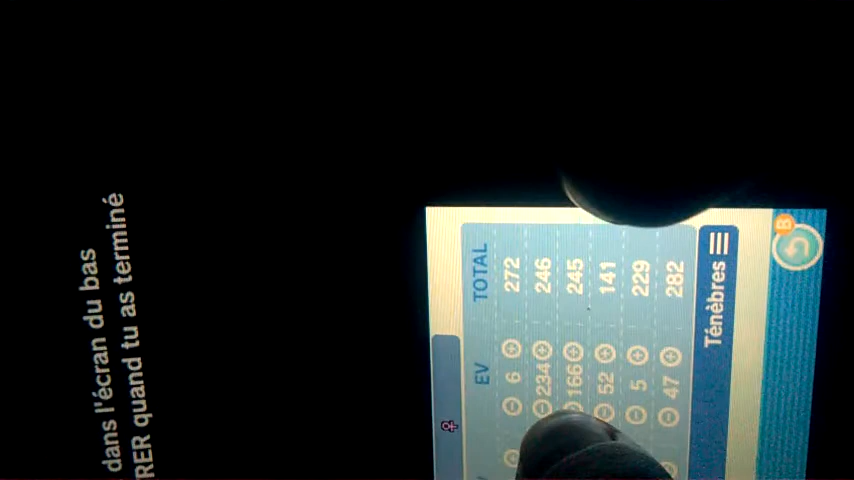 dans l'écran du bas
RER quand tu as terminé
EV TOTAL
6 272
234 246
166 245
52 141
5 229
47 282
Ténèbres
B